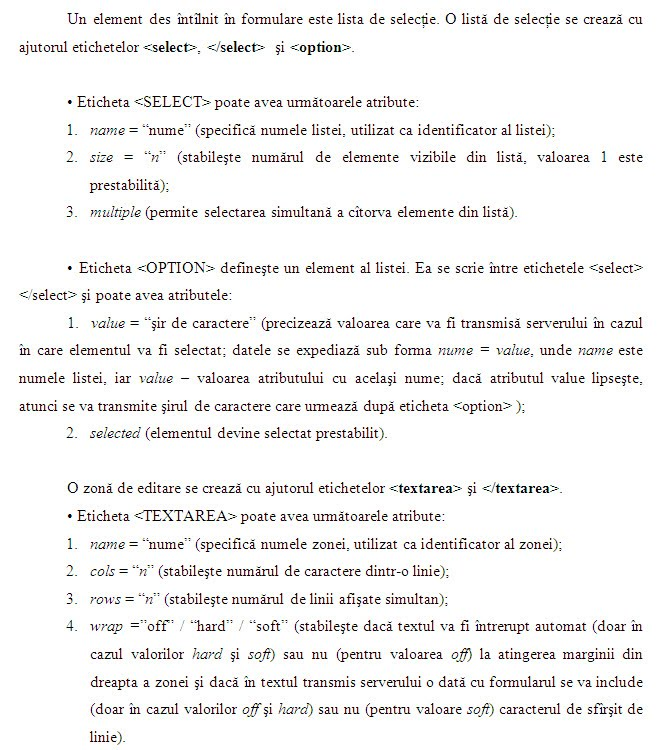 Un element des întîlnit în formulare este lista de selecţie. O listă de selecţie se crează cu
ajutorul etichetelor <select>, </select> şi <option>.
• Eticheta <SELECT> poate avea următoarele atribute:
1. name = “nume” (specifică numele listei, utilizat ca identificator al listei);
2. size = “n” (stabileşte numărul de elemente vizibile din listă, valoarea 1 este
prestabilită);
3. multiple (permite selectarea simultană a cîtorva elemente din listă).
• Eticheta <OPTION> defineşte un element al listei. Ea se scrie între etichetele <select>
</select> şi poate avea atributele:
1. value = “şir de caractere” (precizează valoarea care va fi transmisă serverului în cazul
în care elementul va fi selectat; datele se expediază sub forma nume = value, unde name este
numele listei, iar value – valoarea atributului cu acelaşi nume; dacă atributul value lipseşte,
atunci se va transmite şirul de caractere care urmează după eticheta <option> );
2. selected (elementul devine selectat prestabilit).
O zonă de editare se crează cu ajutorul etichetelor <textarea> şi </textarea>.
• Eticheta <TEXTAREA> poate avea următoarele atribute:
1. name = “nume” (specifică numele zonei, utilizat ca identificator al zonei);
2. cols = “n” (stabileşte numărul de caractere dintr-o linie);
3. rows = “n” (stabileşte numărul de linii afişate simultan);
4. wrap =”off” / “hard” / “soft” (stabileşte dacă textul va fi întrerupt automat (doar în
cazul valorilor hard şi soft) sau nu (pentru valoarea off) la atingerea marginii din
dreapta a zonei şi dacă în textul transmis serverului o dată cu formularul se va include
(doar în cazul valorilor off şi hard) sau nu (pentru valoare soft) caracterul de sfîrşit de
linie).